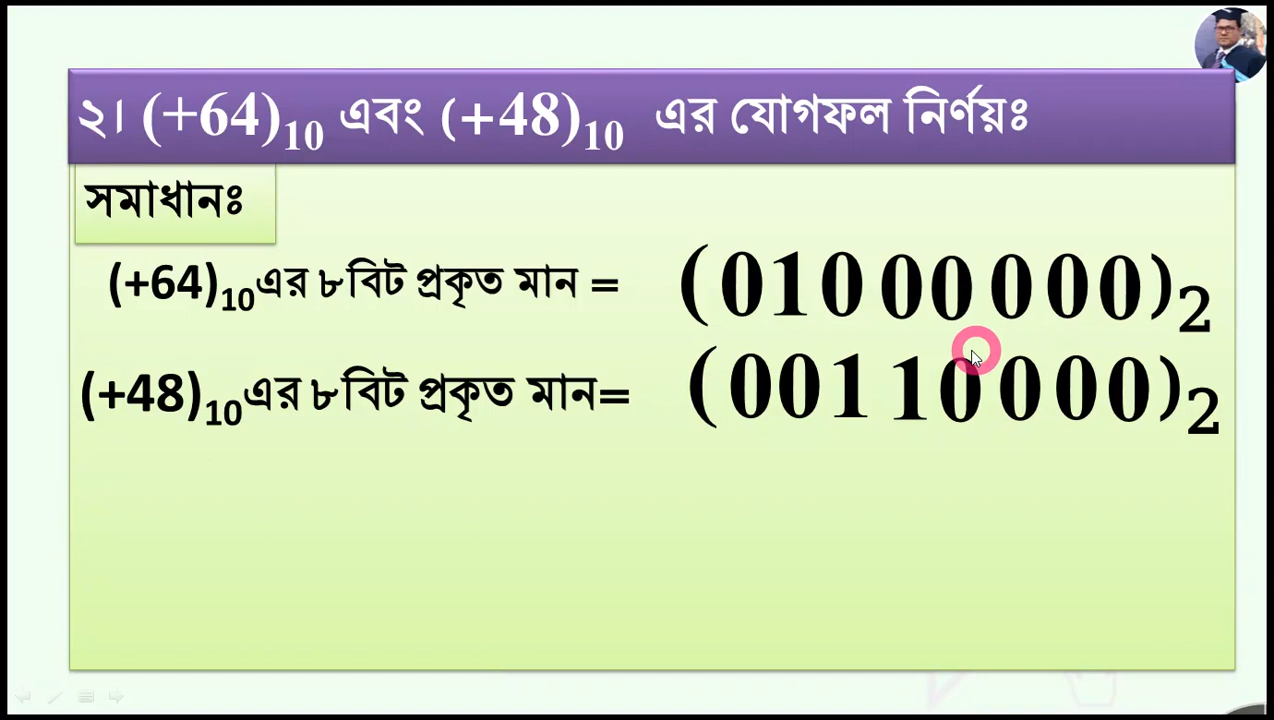 ২। (+64)10 এবং (+48)10 এর যোগফল নির্ণয়ঃ
সমাধানঃ
(+64)10এর ৮বিট প্রকৃত মান = (01000000)2
(+48)10এর ৮বিট প্রকৃত মান= (00110000)2